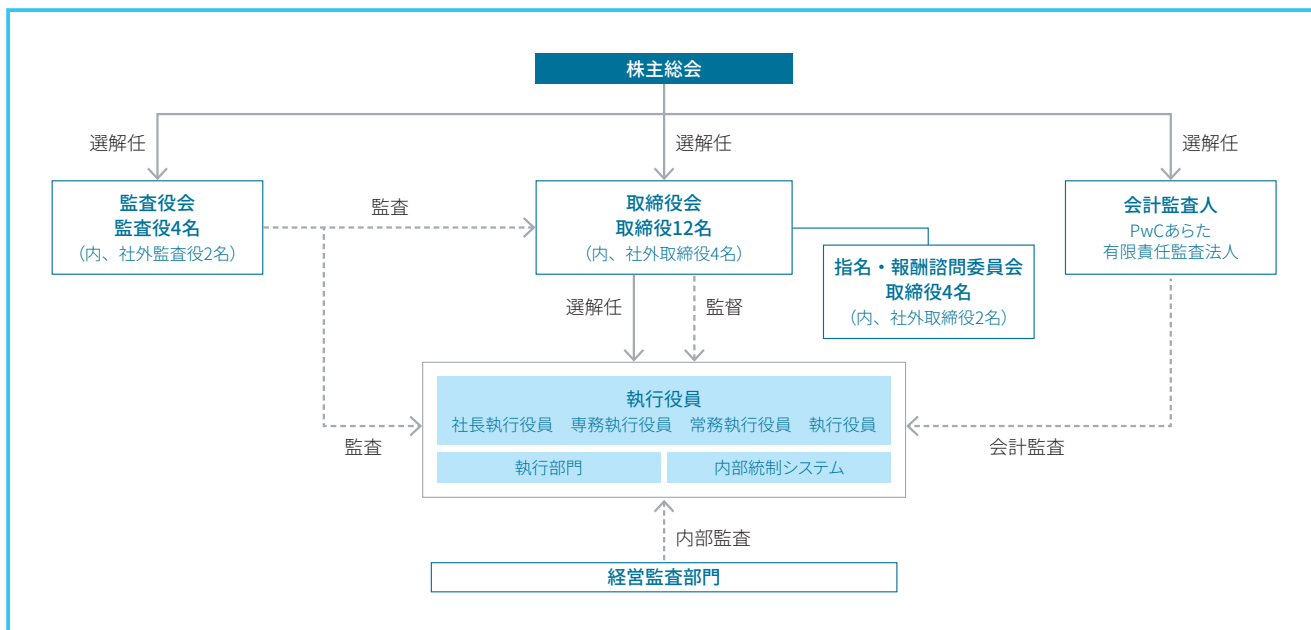 株主総会
選解任
選解任
選解任
監査役会
監査役4名
（内、社外監査役2名）
監査
取締役会
取締役12名
（内、社外取締役4名）
会計監査人
PwCあらた
有限責任監査法人
指名・報酬諮問委員会
取締役4名
（内、社外取締役2名）
選解任
監督
執行役員
社長執行役員 専務執行役員 常務執行役員 執行役員
監査
会計監査
執行部門
内部統制システム
内部監査
経営監査部門